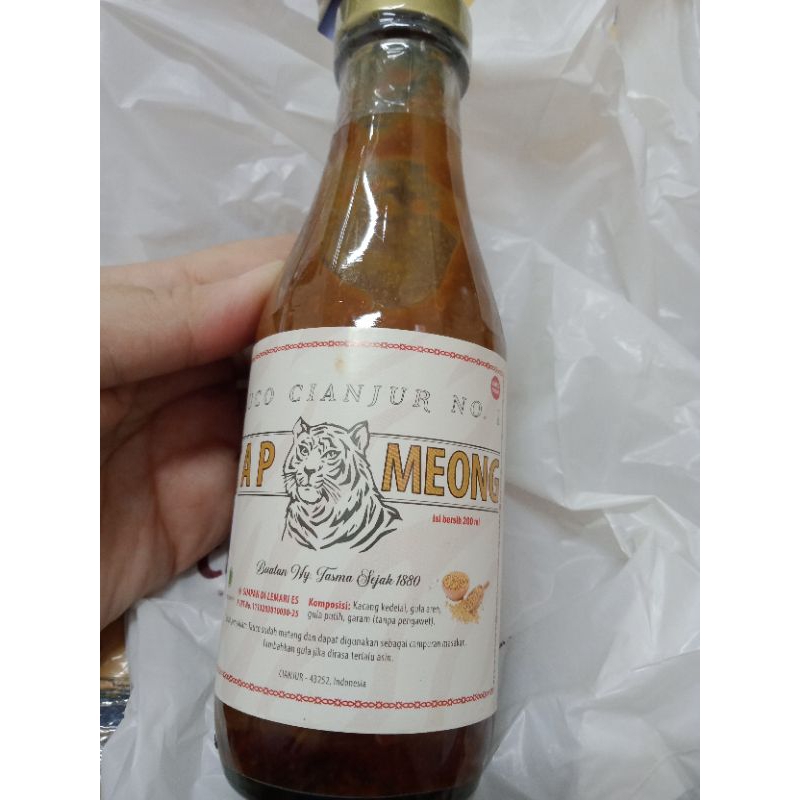 CIANJUR NO.
AP MEONG
isi bersih 200 ml
Buatan Ny. Tasma Sejak 1880
SIMPAN DI LEMARI ES
Komposisi: Kacang kedelai, gula aren,
gula putih, garam (tanpa pengawet).
sudah matang dan dapat digunakan sebagai campuran masakan.
Tambahkan gula jika dirasa terlalu asin.
CIANJUR - 43252, Indonesia